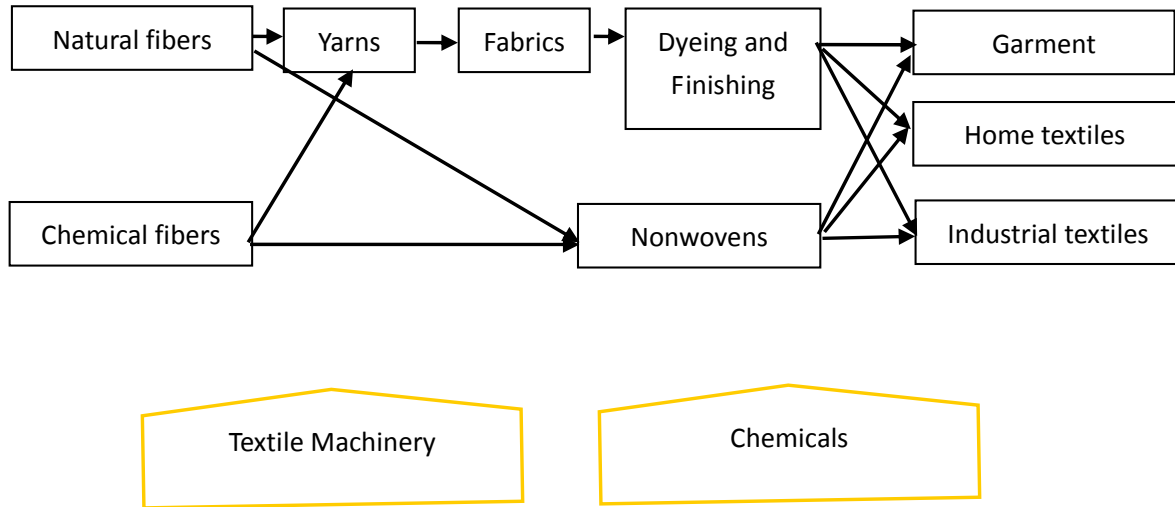 Natural fibers
Yarns
Fabrics
Dyeing and
Finishing
Garment
Home textiles
Chemical fibers
Nonwovens
Industrial textiles
Textile Machinery
Chemicals